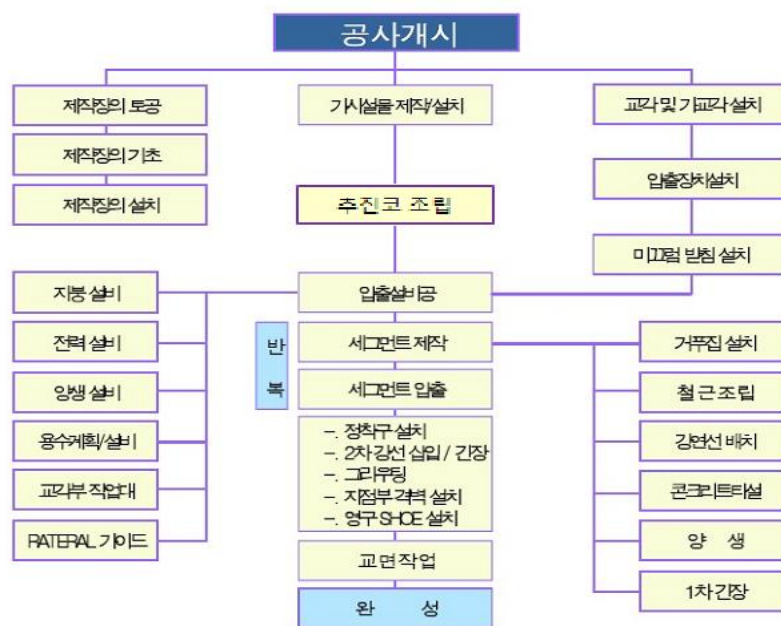 공사개시
제작장의 토공
제작장의 기초
제작장의 설치
가시설물 제작/설치
추진코 조립
교각 및 가교각 설치
압출장치설치
미끄럼 받침 설치
압출설비공
지붕 설비
전력 설비
양생 설비
용수계획/설비
교각부 작업대
RATERAL 가이드
반
복
세그먼트 제작
세그먼트 압출
-. 정착구 설치
-. 2차 강선 삽입 / 긴장
-. 그라우팅
-. 지점부 격벽 설치
-. 영구 SHOE 설치
교면작업
완 성
거푸집 설치
철근 조립
강연선 배치
콘크리트타설
양 생
1차 긴장